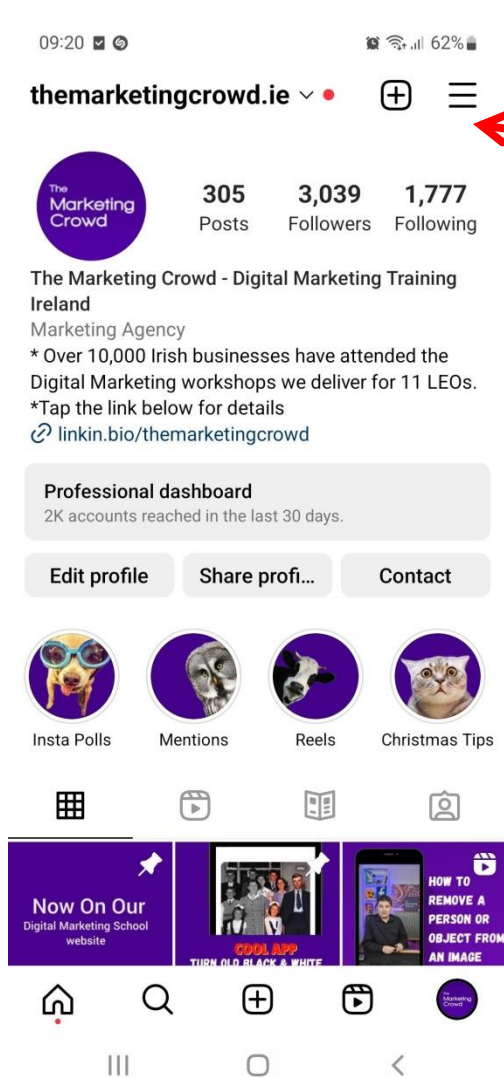 09:20
62%
themarketingcrowd.ie
The
Marketing
Crowd
305 3,039 1,777
Posts Followers Following
The Marketing Crowd - Digital Marketing Training
Ireland
Marketing Agency
* Over 10,000 Irish businesses have attended the
Digital Marketing workshops we deliver for 11 LEOs.
*Tap the link below for details
linkin.bio/themarketingcrowd
Professional dashboard
2K accounts reached in the last 30 days.
Edit profile Share profi... Contact
Insta Polls Mentions Reels Christmas Tips
Now On Our
Digital Marketing School
website
COOL APP
TURN OLD BLACK & WHITE
HOW TO
REMOVE A
PERSON OR
OBJECT FROM
AN IMAGE
The
Marketing
Crowd